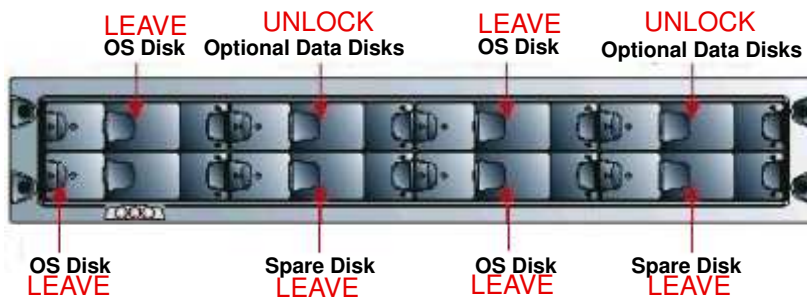 LEAVE UNLOCK LEAVE UNLOCK
OS Disk Optional Data Disks OS Disk Optional Data Disks
OS Disk Spare Disk OS Disk Spare Disk
LEAVE LEAVE LEAVE LEAVE